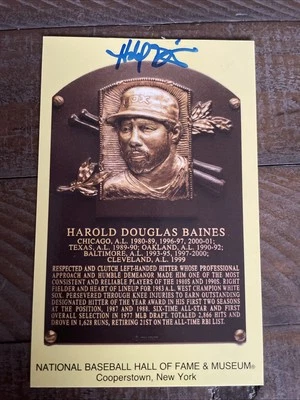 Harold Baines
HAROLD DOUGLAS BAINES
CHICAGO, A.L. 1980-89, 1996-97, 2000-01;
TEXAS, A.L. 1989-90; OAKLAND, A.L. 1990-92;
BALTIMORE, A.L. 1993-95, 1997-2000;
CLEVELAND, A.L. 1999
RESPECTED AND CLUTCH LEFT-HANDED HITTER WHOSE PROFESSIONAL
APPROACH AND HUMBLE DEMEANOR MADE HIM ONE OF THE MOST
CONSISTENT AND RELIABLE PLAYERS OF THE 1980S AND 1990S. RIGHT
FIELDER AND HEART OF LINEUP FOR 1983 A.L. WEST CHAMPION WHITE
SOX. PERSEVERED THROUGH KNEE INJURIES TO EARN OUTSTANDING
DESIGNATED HITTER OF THE YEAR AWARD IN HIS FIRST TWO SEASONS
AT THE POSITION, 1987 AND 1988. SIX-TIME ALL-STAR AND FIRST
OVERALL SELECTION IN 1977 MLB DRAFT. TOTALED 2,866 HITS AND
DROVE IN 1,628 RUNS, RETIRING 21ST ON THE ALL-TIME RBI LIST.
NATIONAL BASEBALL HALL OF FAME & MUSEUM®
Cooperstown, New York